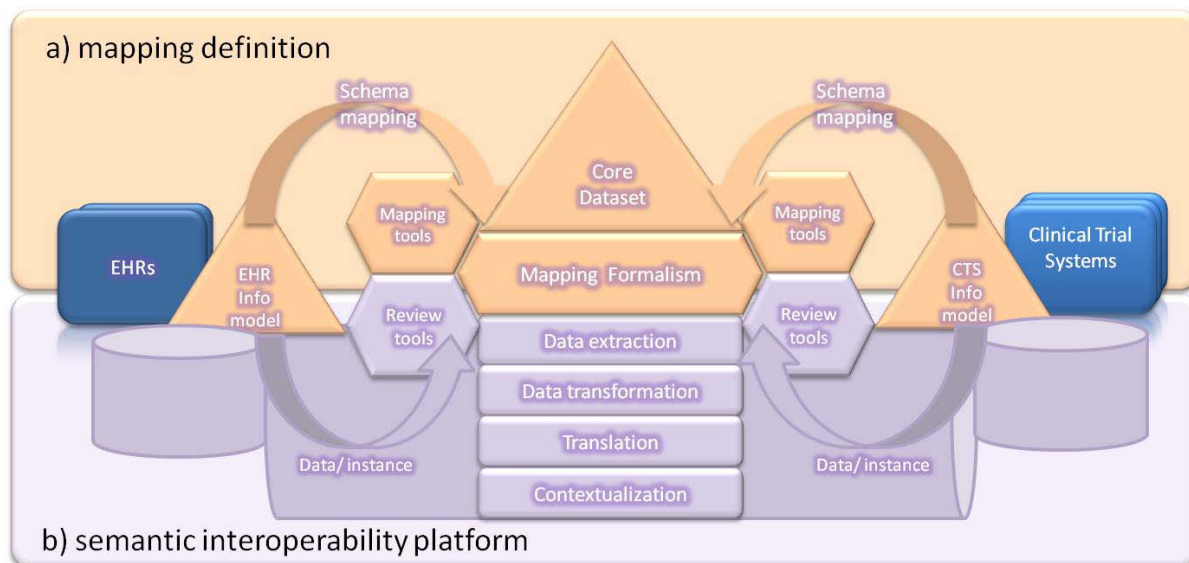 a) mapping definition
Schema
mapping
Schema
mapping
Core
Dataset
Mapping
tools
Mapping
tools
EHRs
Clinical Trial
Systems
EHR
Info
model
Mapping Formalism
CTS
Info
model
Review
tools
Review
tools
Data extraction
Data transformation
Translation
Data/ instance
Data/ instance
Contextualization
b) semantic interoperability platform